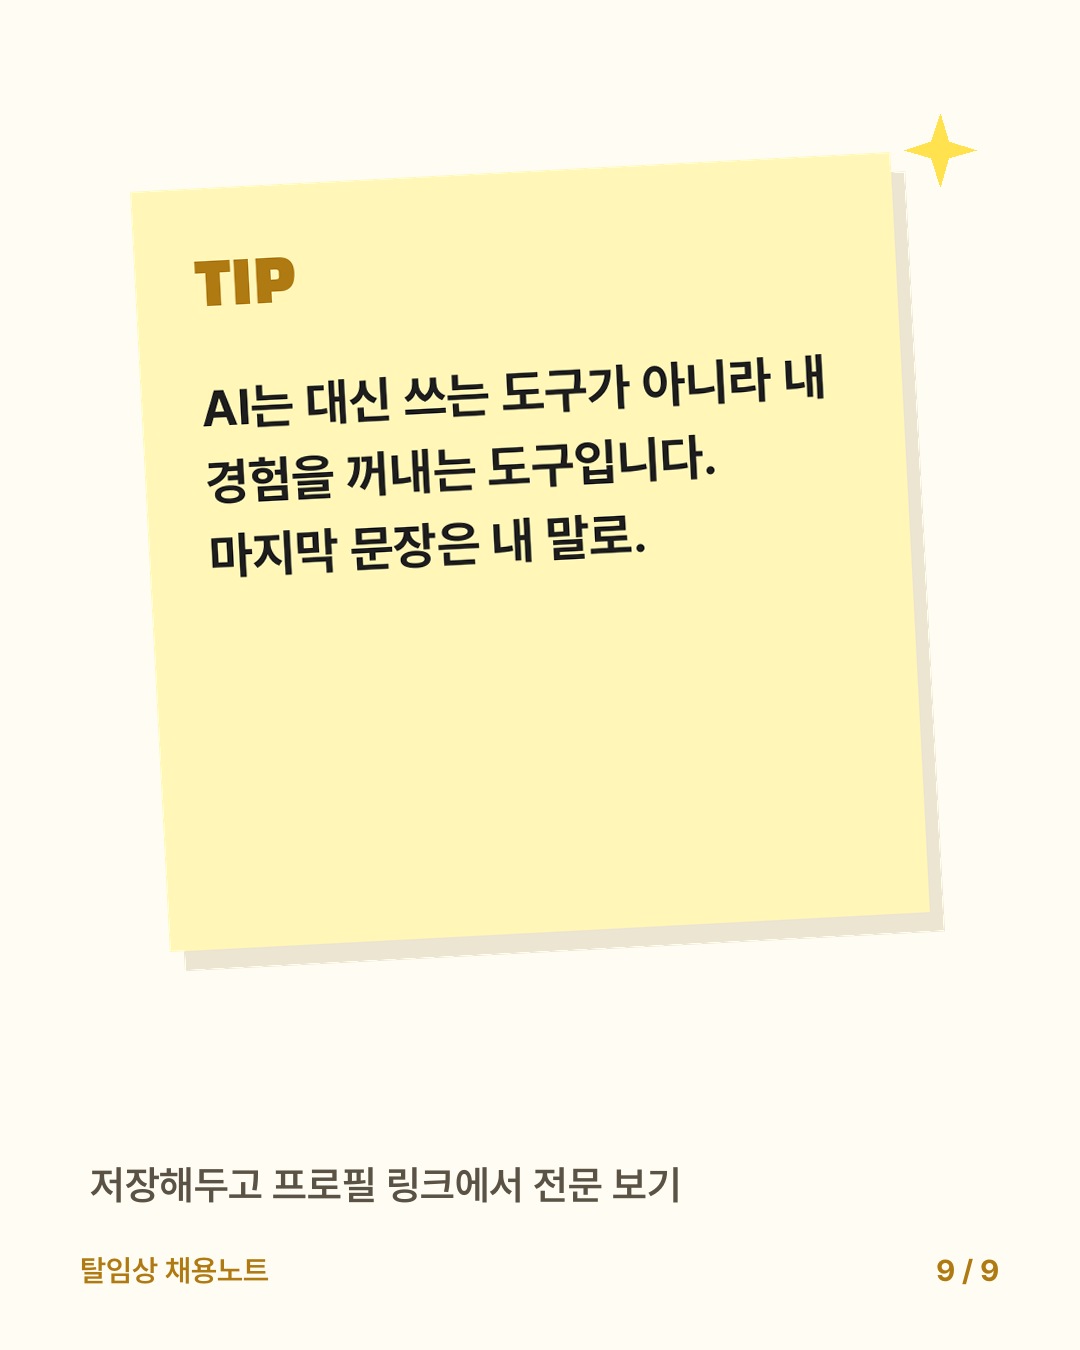 TIP
AI는 대신 쓰는 도구가 아니라 내
경험을 꺼내는 도구입니다.
마지막 문장은 내 말로.
저장해두고 프로필 링크에서 전문 보기
탈임상 채용노트
9 / 9